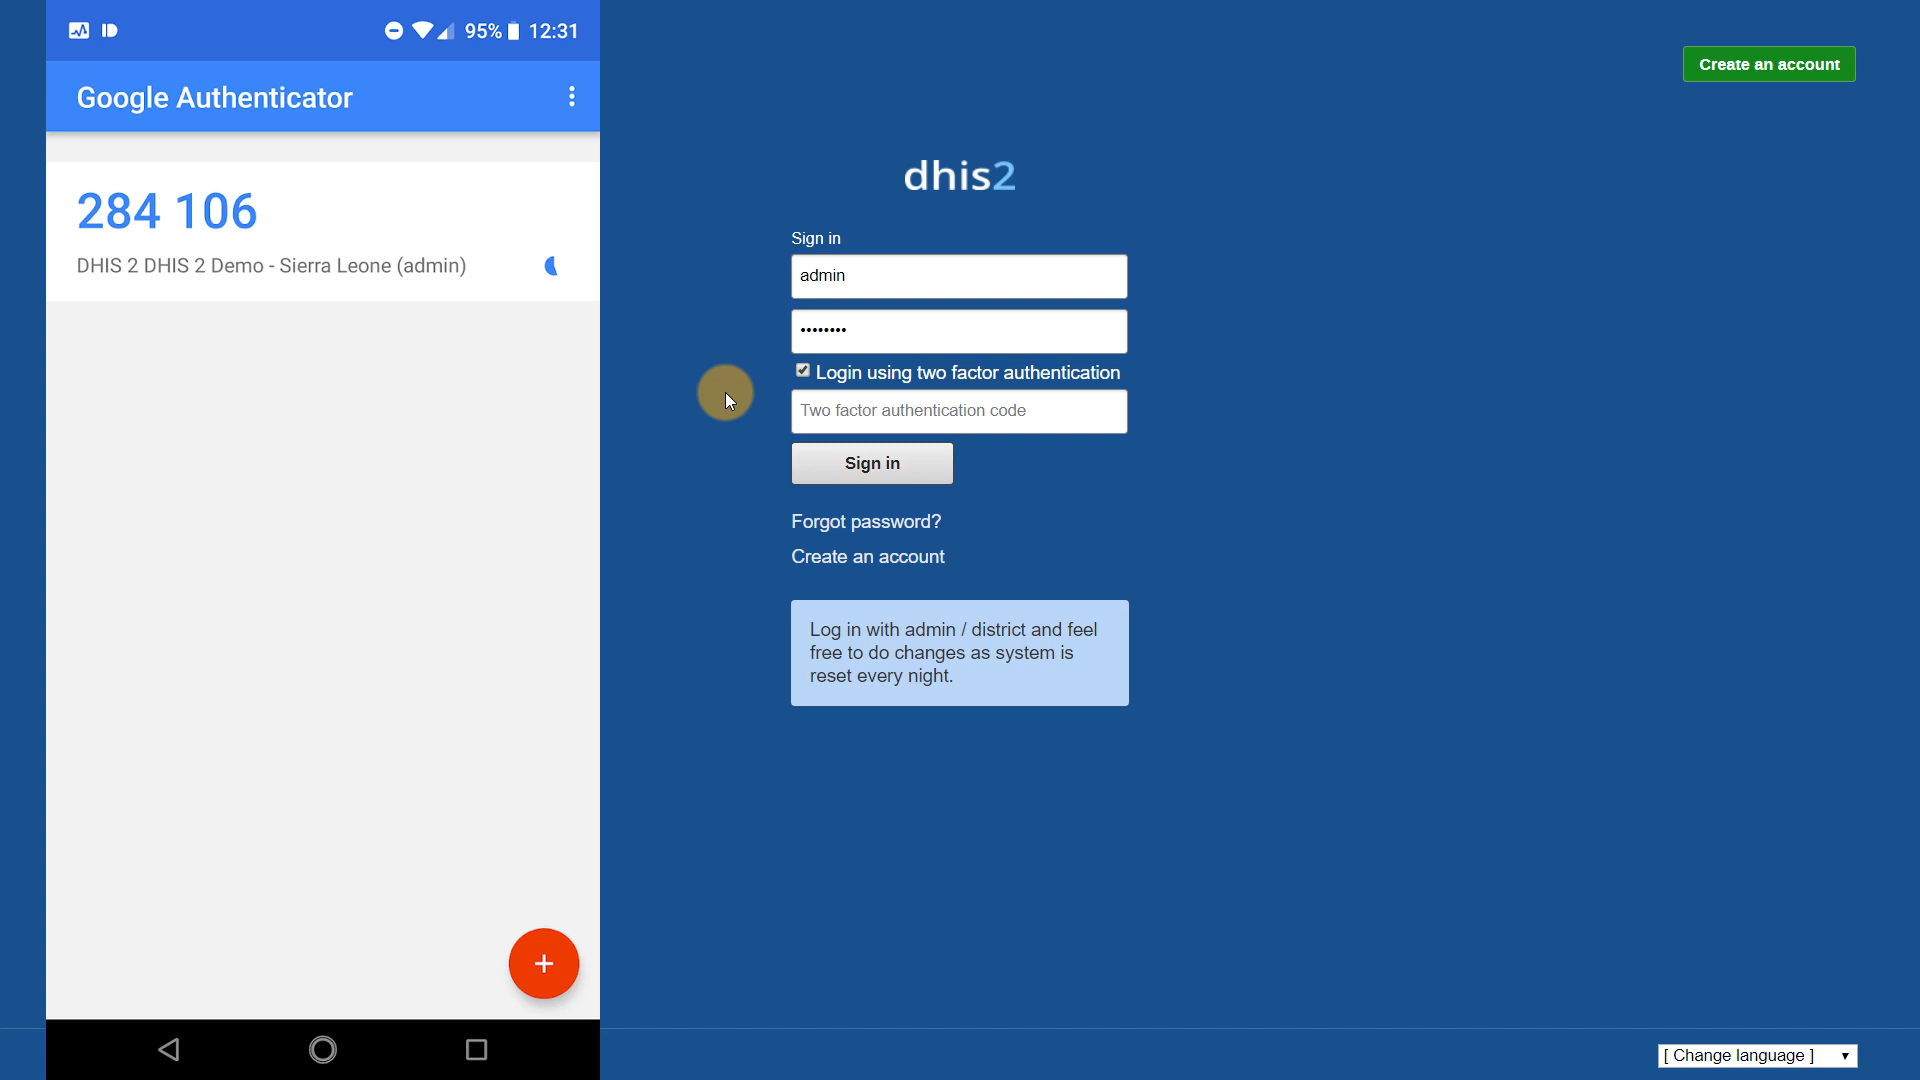 95% 12:31
Google Authenticator
284 106
DHIS 2 DHIS 2 Demo - Sierra Leone (admin)
+
Create an account
dhis2
Sign in
admin
••••••••
Login using two factor authentication
Two factor authentication code
Sign in
Forgot password?
Create an account
Log in with admin / district and feel
free to do changes as system is
reset every night.
[ Change language ]